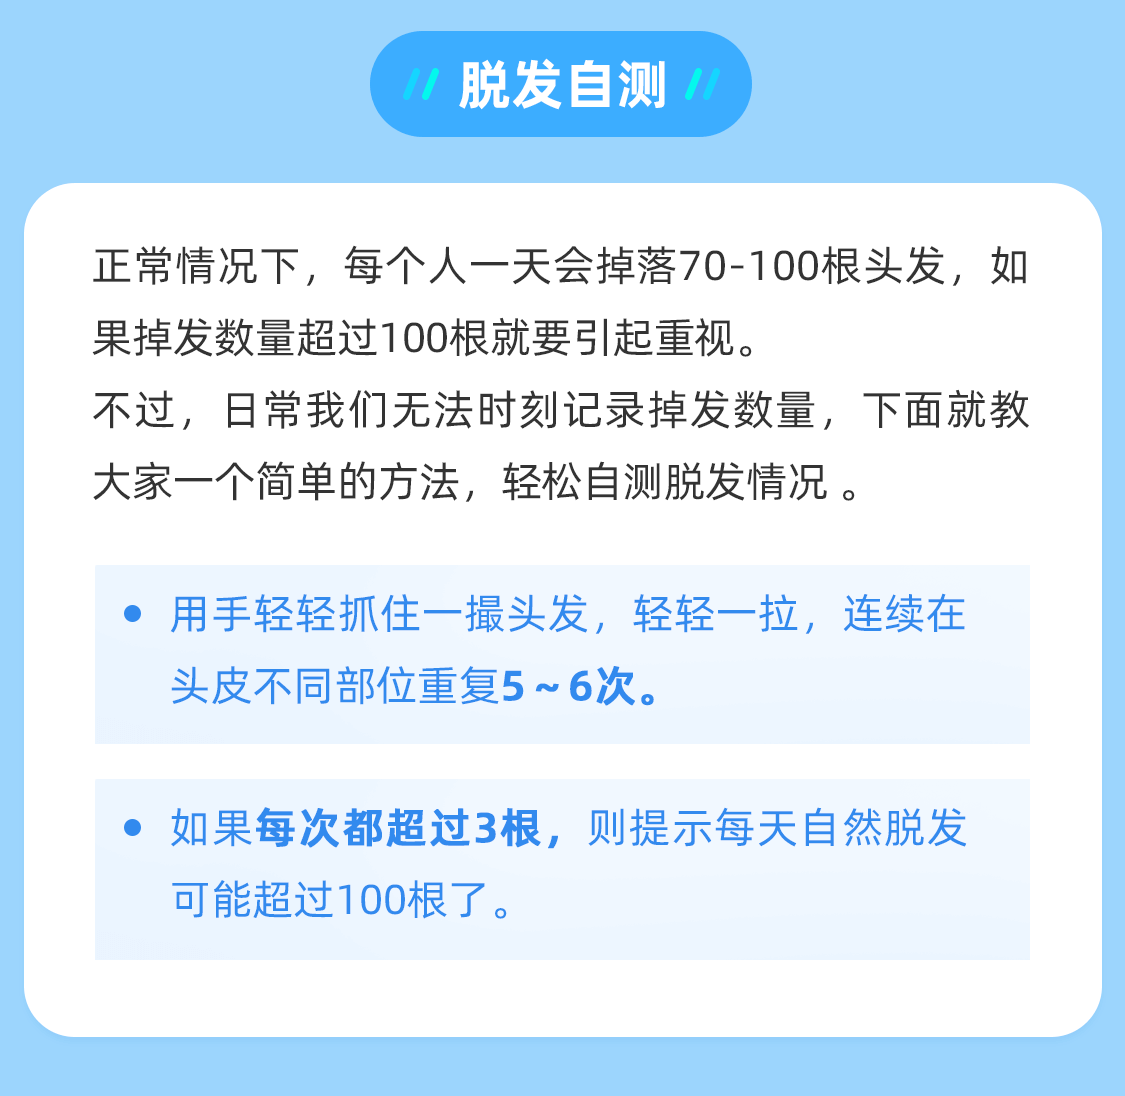 脱发自测
正常情况下，每个人一天会掉落70-100根头发，如
果掉发数量超过100根就要引起重视。
不过，日常我们无法时刻记录掉发数量，下面就教
大家一个简单的方法，轻松自测脱发情况 。
用手轻轻抓住一撮头发，轻轻一拉，连续在
头皮不同部位重复5～6次。
如果每次都超过3根，则提示每天自然脱发
可能超过100根了。